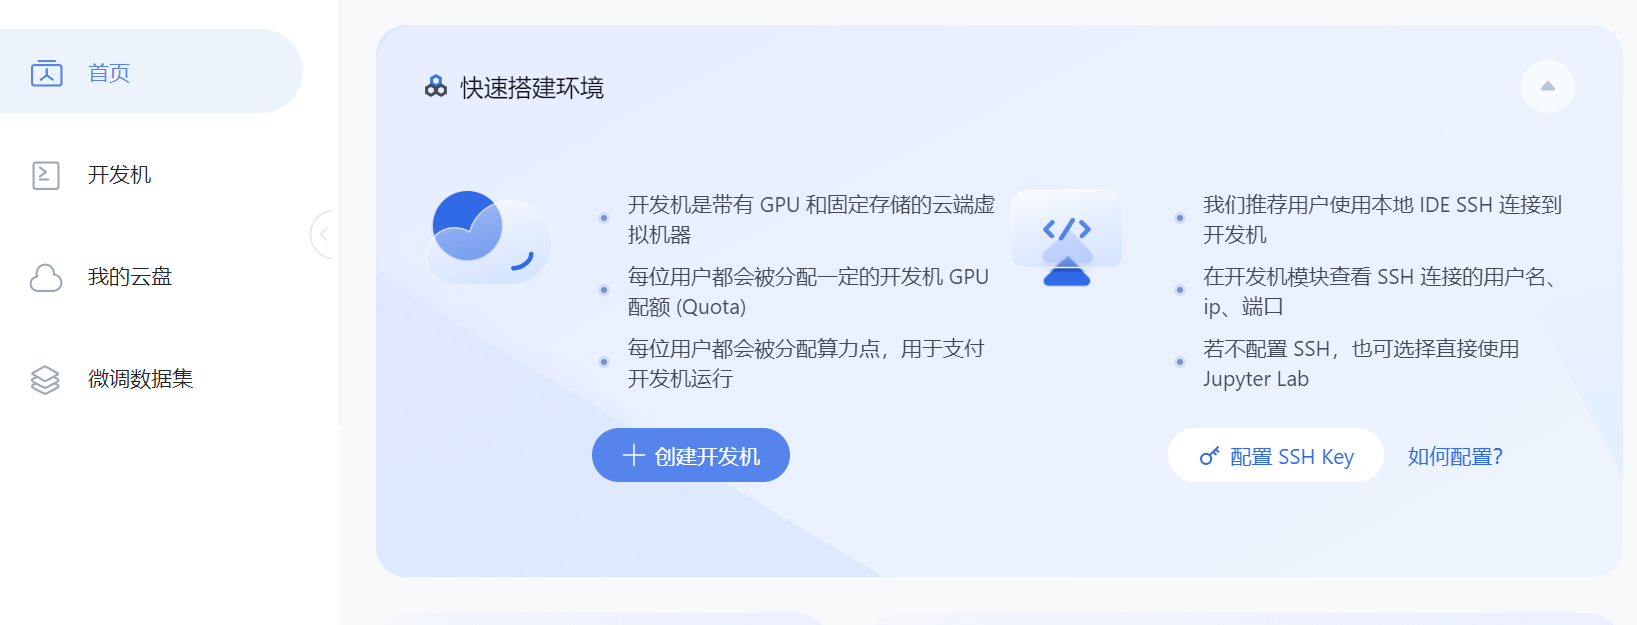 首页
开发机
我的云盘
微调数据集
快速搭建环境
开发机是带有 GPU 和固定存储的云端虚
拟机器
每位用户都会被分配一定的开发机 GPU
配额 (Quota)
每位用户都会被分配算力点，用于支付
开发机运行
创建开发机
我们推荐用户使用本地 IDE SSH 连接到
开发机
在开发机模块查看 SSH 连接的用户名、
ip、端口
若不配置 SSH，也可选择直接使用
Jupyter Lab
配置 SSH Key
如何配置?